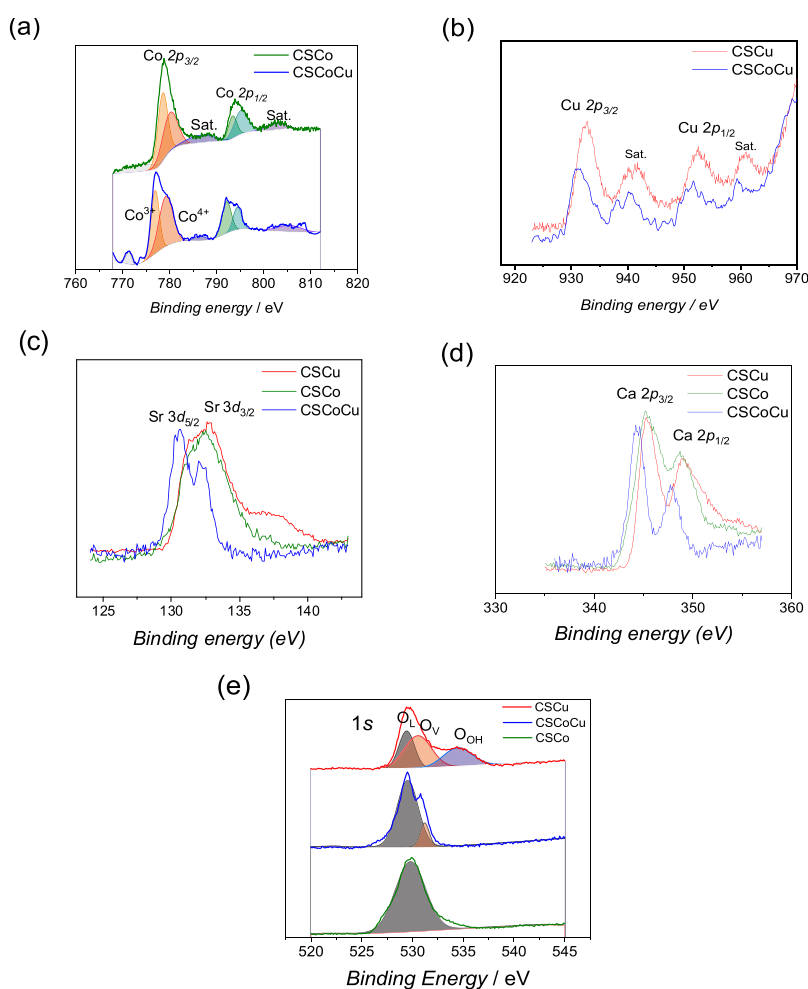 (a)
Co 2p3/2
CSCo
CSCoCu
Co 2p1/2
Sat.
Sat.
Co3+
Co4+
760 770 780 790 800 810 820
Binding energy / eV
(b)
CSCu
CSCoCu
Cu 2p3/2
Cu 2p1/2
Sat.
Sat.
920 930 940 950 960 970
Binding energy / eV
(c)
CSCu
CSCo
CSCoCu
Sr 3d5/2
Sr 3d3/2
125 130 135 140
Binding energy (eV)
(d)
CSCu
CSCo
CSCoCu
Ca 2p3/2
Ca 2p1/2
330 340 350 360
Binding energy (eV)
(e)
CSCu
CSCoCu
CSCo
1s
OL
OV
OOH
520 525 530 535 540 545
Binding Energy / eV